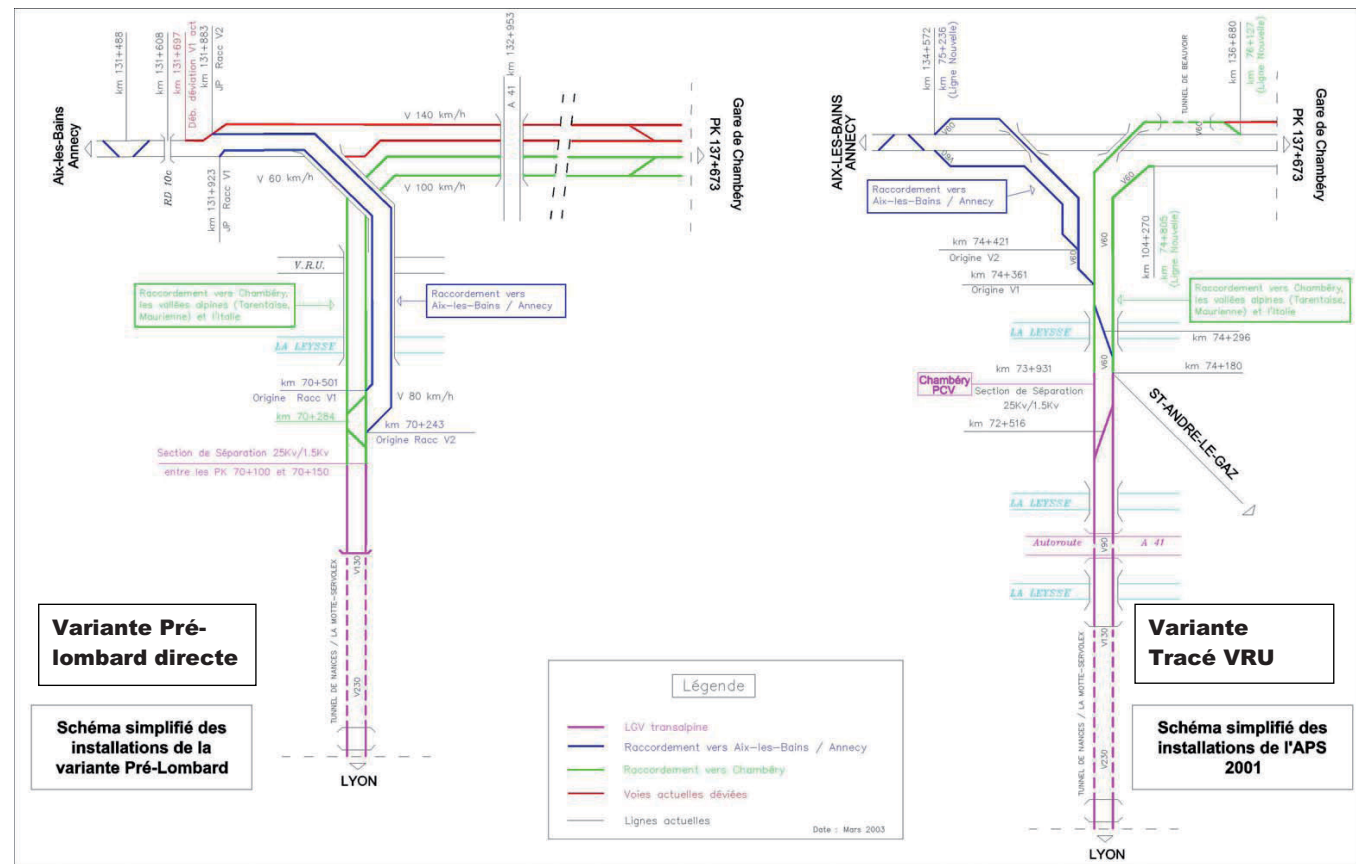 km 131+488
km 131+608
km 131+697
Déb. déviation V1 act
km 131+883
JP Racc V2
A 41 km 132+953
Aix-les-Bains
Annecy
RD 10c
km 131+923
JP Racc V1
V 140 km/h
V 60 km/h
V 100 km/h
Gare de Chambéry
PK 137+673
V.R.U.
Raccordement vers Chambéry,
les vallées alpines (Tarentaise,
Maurienne) et l'Italie
Raccordement vers
Aix-les-Bains / Annecy
LA LEYSSE
km 70+501
Origine Racc V1
V 80 km/h
km 70+284
km 70+243
Origine Racc V2
Section de Séparation 25Kv/1.5Kv
entre les PK 70+100 et 70+150
V130
TUNNEL DE NANCES / LA MOTTE-SERVOLEX
V230
LYON
Variante Pré-
lombard directe
Schéma simplifié des
installations de la
variante Pré-Lombard
Légende
LGV transalpine
Raccordement vers Aix-les-Bains / Annecy
Raccordement vers Chambéry
Voies actuelles déviées
Lignes actuelles
Date : Mars 2003
km 134+572
km 75+236
(Ligne Nouvelle)
TUNNEL DE BEAUVOIR
km 136+680
km 76+127
(Ligne Nouvelle)
AIX-LES-BAINS
ANNECY
V60
V60
V60
V60
Gare de Chambéry
PK 137+673
Raccordement vers
Aix-les-Bains / Annecy
km 74+421
Origine V2
V60
V60
km 104+270
km 74+805
(Ligne Nouvelle)
km 74+361
Origine V1
Raccordement vers Chambéry,
les vallées alpines (Tarentaise,
Maurienne) et l'Italie
LA LEYSSE
km 74+296
V60
km 73+931
km 74+180
Chambéry
PCV
Section de Séparation
25Kv/1.5Kv
km 72+516
ST-ANDRE-LE-GAZ
LA LEYSSE
Autoroute A 41
V90
LA LEYSSE
V130
TUNNEL DE NANCES / LA MOTTE-SERVOLEX
V230
LYON
Variante
Tracé VRU
Schéma simplifié des
installations de l'APS
2001